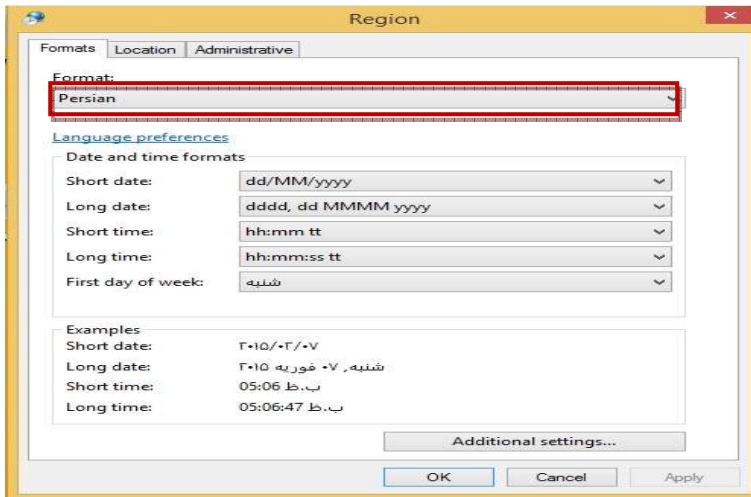 Region
Formats Location Administrative
Format:
Persian
Language preferences
Date and time formats
Short date: dd/MM/yyyy
Long date: dddd, dd MMMM yyyy
Short time: hh:mm tt
Long time: hh:mm:ss tt
First day of week: شنبه
Examples
Short date: ۲۰۱۵/۰۲/۰۷
Long date: شنبه, ۰۷ فوریه ۲۰۱۵
Short time: 05:06 ب.ظ
Long time: 05:06:47 ب.ظ
Additional settings...
OK Cancel Apply